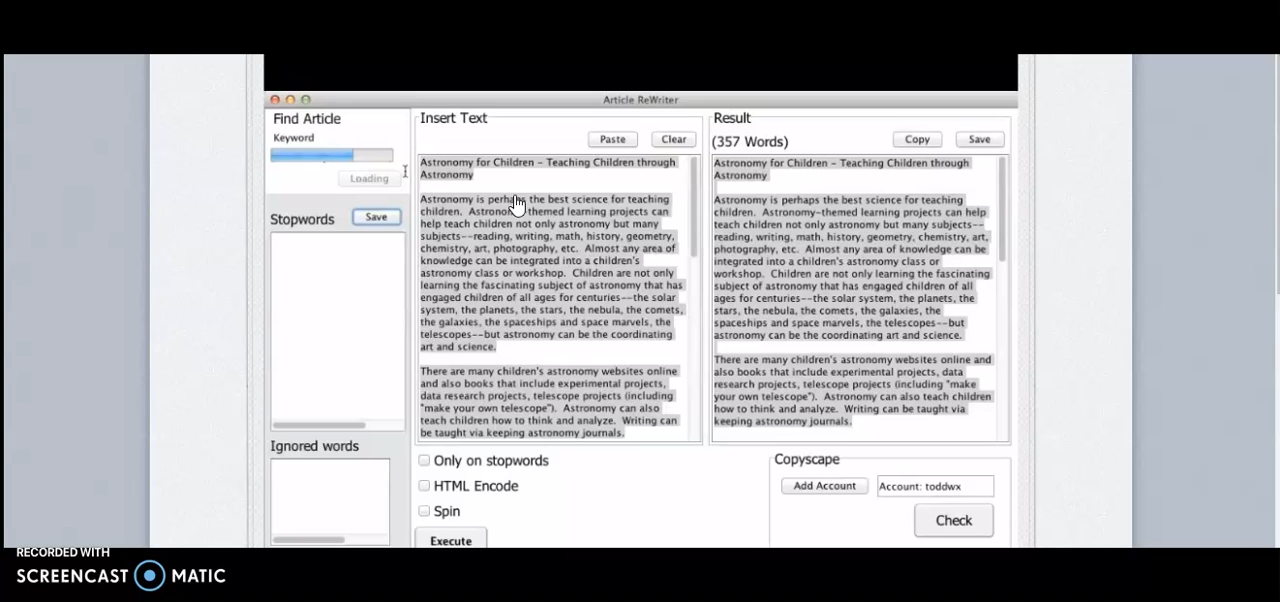 Article ReWriter
Find Article
Keyword
Loading
Stopwords
Save
Ignored words
Insert Text
Paste
Clear
Astronomy for Children – Teaching Children through
Astronomy
Astronomy is perhaps the best science for teaching
children. Astronomy-themed learning projects can
help teach children not only astronomy but many
subjects--reading, writing, math, history, geometry,
chemistry, art, photography, etc. Almost any area of
knowledge can be integrated into a children's
astronomy class or workshop. Children are not only
learning the fascinating subject of astronomy that has
engaged children of all ages for centuries--the solar
system, the planets, the stars, the nebula, the comets,
the galaxies, the spaceships and space marvels, the
telescopes--but astronomy can be the coordinating
art and science.
There are many children's astronomy websites online
and also books that include experimental projects,
data research projects, telescope projects (including
"make your own telescope"). Astronomy can also
teach children how to think and analyze. Writing can
be taught via keeping astronomy journals.
Result
(357 Words)
Copy
Save
Astronomy for Children – Teaching Children through
Astronomy
Astronomy is perhaps the best science for teaching
children. Astronomy-themed learning projects can help
teach children not only astronomy but many subjects--
reading, writing, math, history, geometry, chemistry, art,
photography, etc. Almost any area of knowledge can be
integrated into a children's astronomy class or
workshop. Children are not only learning the fascinating
subject of astronomy that has engaged children of all
ages for centuries--the solar system, the planets, the
stars, the nebula, the comets, the galaxies, the
spaceships and space marvels, the telescopes--but
astronomy can be the coordinating art and science.
There are many children's astronomy websites online and
also books that include experimental projects, data
research projects, telescope projects (including "make
your own telescope"). Astronomy can also teach children
how to think and analyze. Writing can be taught via
keeping astronomy journals.
Only on stopwords
HTML Encode
Spin
Execute
Copyscape
Add Account
Account: toddwx
Check
RECORDED WITH
SCREENCAST MATIC